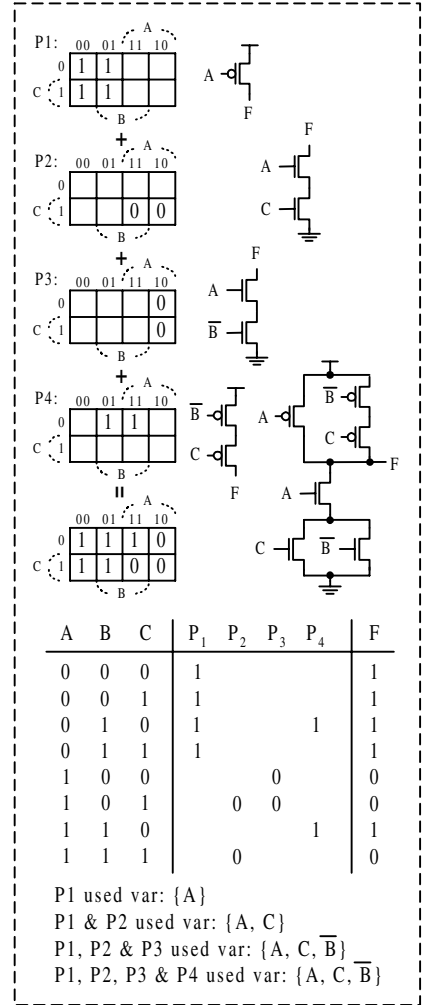 A
P1: 00 01 11 10
0 1 1
C 1 1 1
B
A
F
+
A
P2: 00 01 11 10
0
C 1 0 0
B
F
A
C
+
A
P3: 00 01 11 10
0 0
C 1 0
B
F
A
B̅
+
A
P4: 00 01 11 10
0 1 1
C 1
B
B̅
C
F
=
A
00 01 11 10
0 1 1 1 0
C 1 1 1 0 0
B
A
B̅
C
F
A
C
B̅
A B C P₁ P₂ P₃ P₄ F
0 0 0 1 1
0 0 1 1 1
0 1 0 1 1 1
0 1 1 1 1
1 0 0 0 0
1 0 1 0 0 0
1 1 0 1 1
1 1 1 0 0
P1 used var: {A}
P1 & P2 used var: {A, C}
P1, P2 & P3 used var: {A, C, B̅}
P1, P2, P3 & P4 used var: {A, C, B̅}